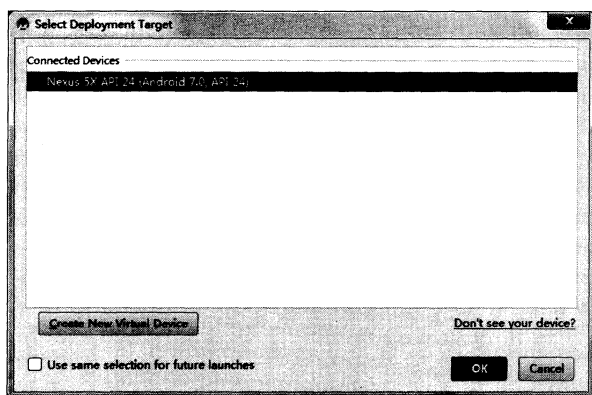 Select Deployment Target
Connected Devices
Nexus 5X API 24 (Android 7.0, API 24)
Create New Virtual Device
Don't see your device?
Use same selection for future launches
OK
Cancel